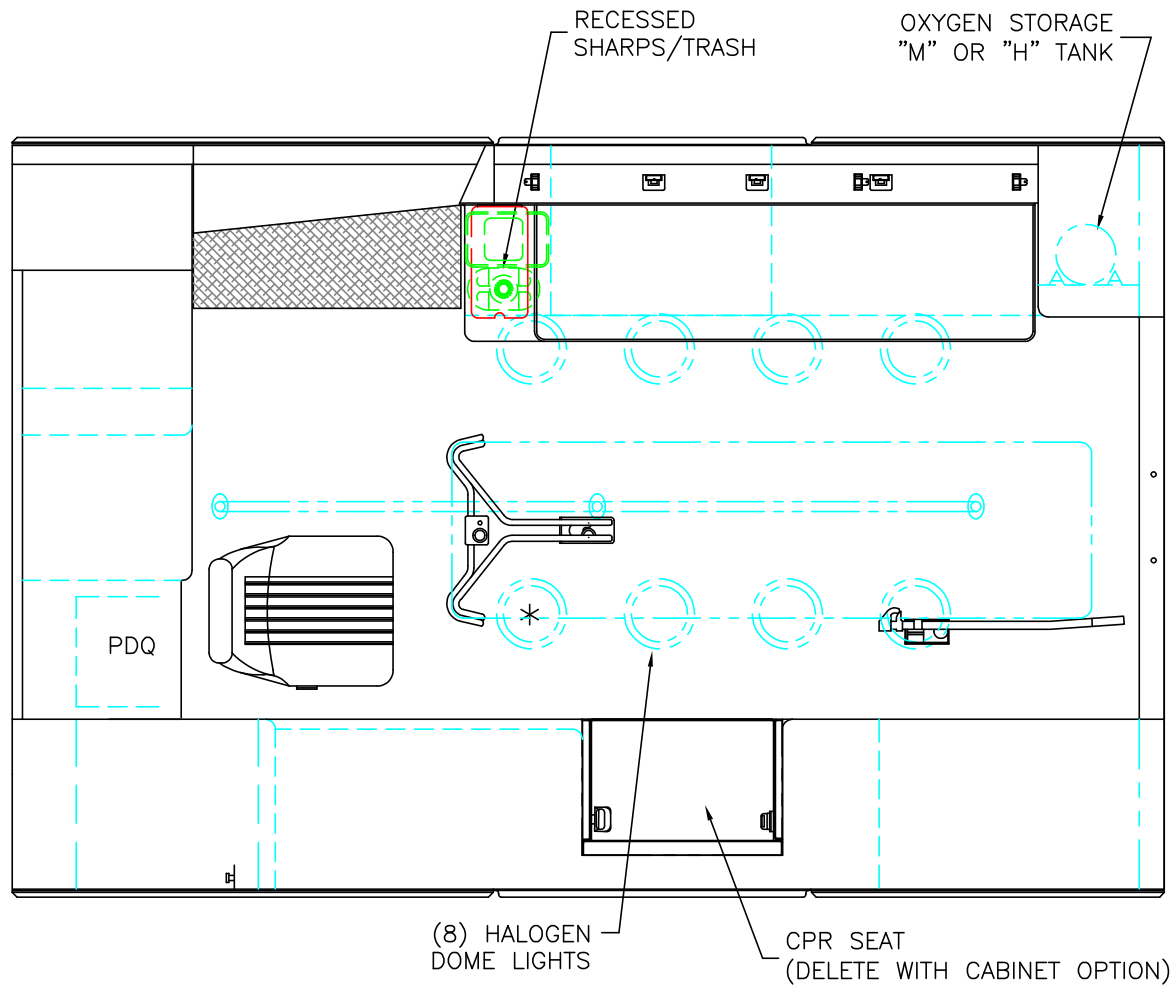 RECESSED
SHARPS/TRASH
OXYGEN STORAGE
"M" OR "H" TANK
PDQ
(8) HALOGEN
DOME LIGHTS
CPR SEAT
(DELETE WITH CABINET OPTION)